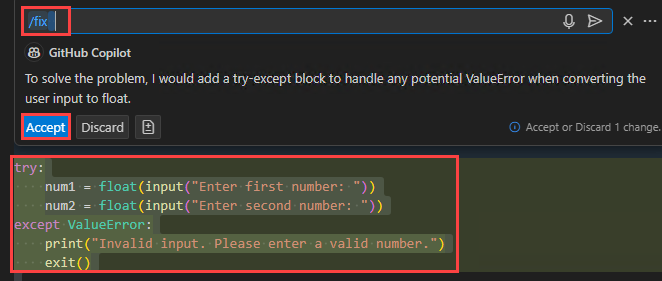 /fix
GitHub Copilot
To solve the problem, I would add a try-except block to handle any potential ValueError when converting the
user input to float.
Accept Discard Accept or Discard 1 change.
try:
    num1 = float(input("Enter first number: "))
    num2 = float(input("Enter second number: "))
except ValueError:
    print("Invalid input. Please enter a valid number.")
    exit()